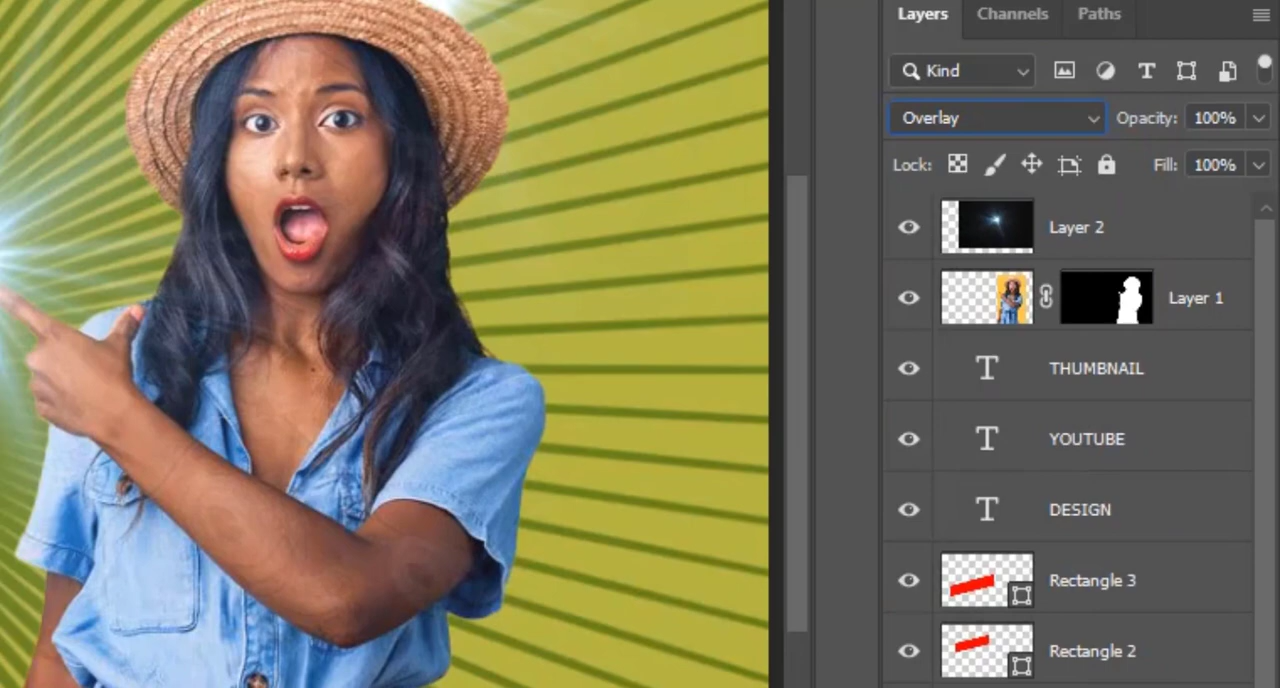 Layers Channels Paths
Kind
Overlay Opacity: 100%
Lock: Fill: 100%
Layer 2
Layer 1
THUMBNAIL
YOUTUBE
DESIGN
Rectangle 3
Rectangle 2